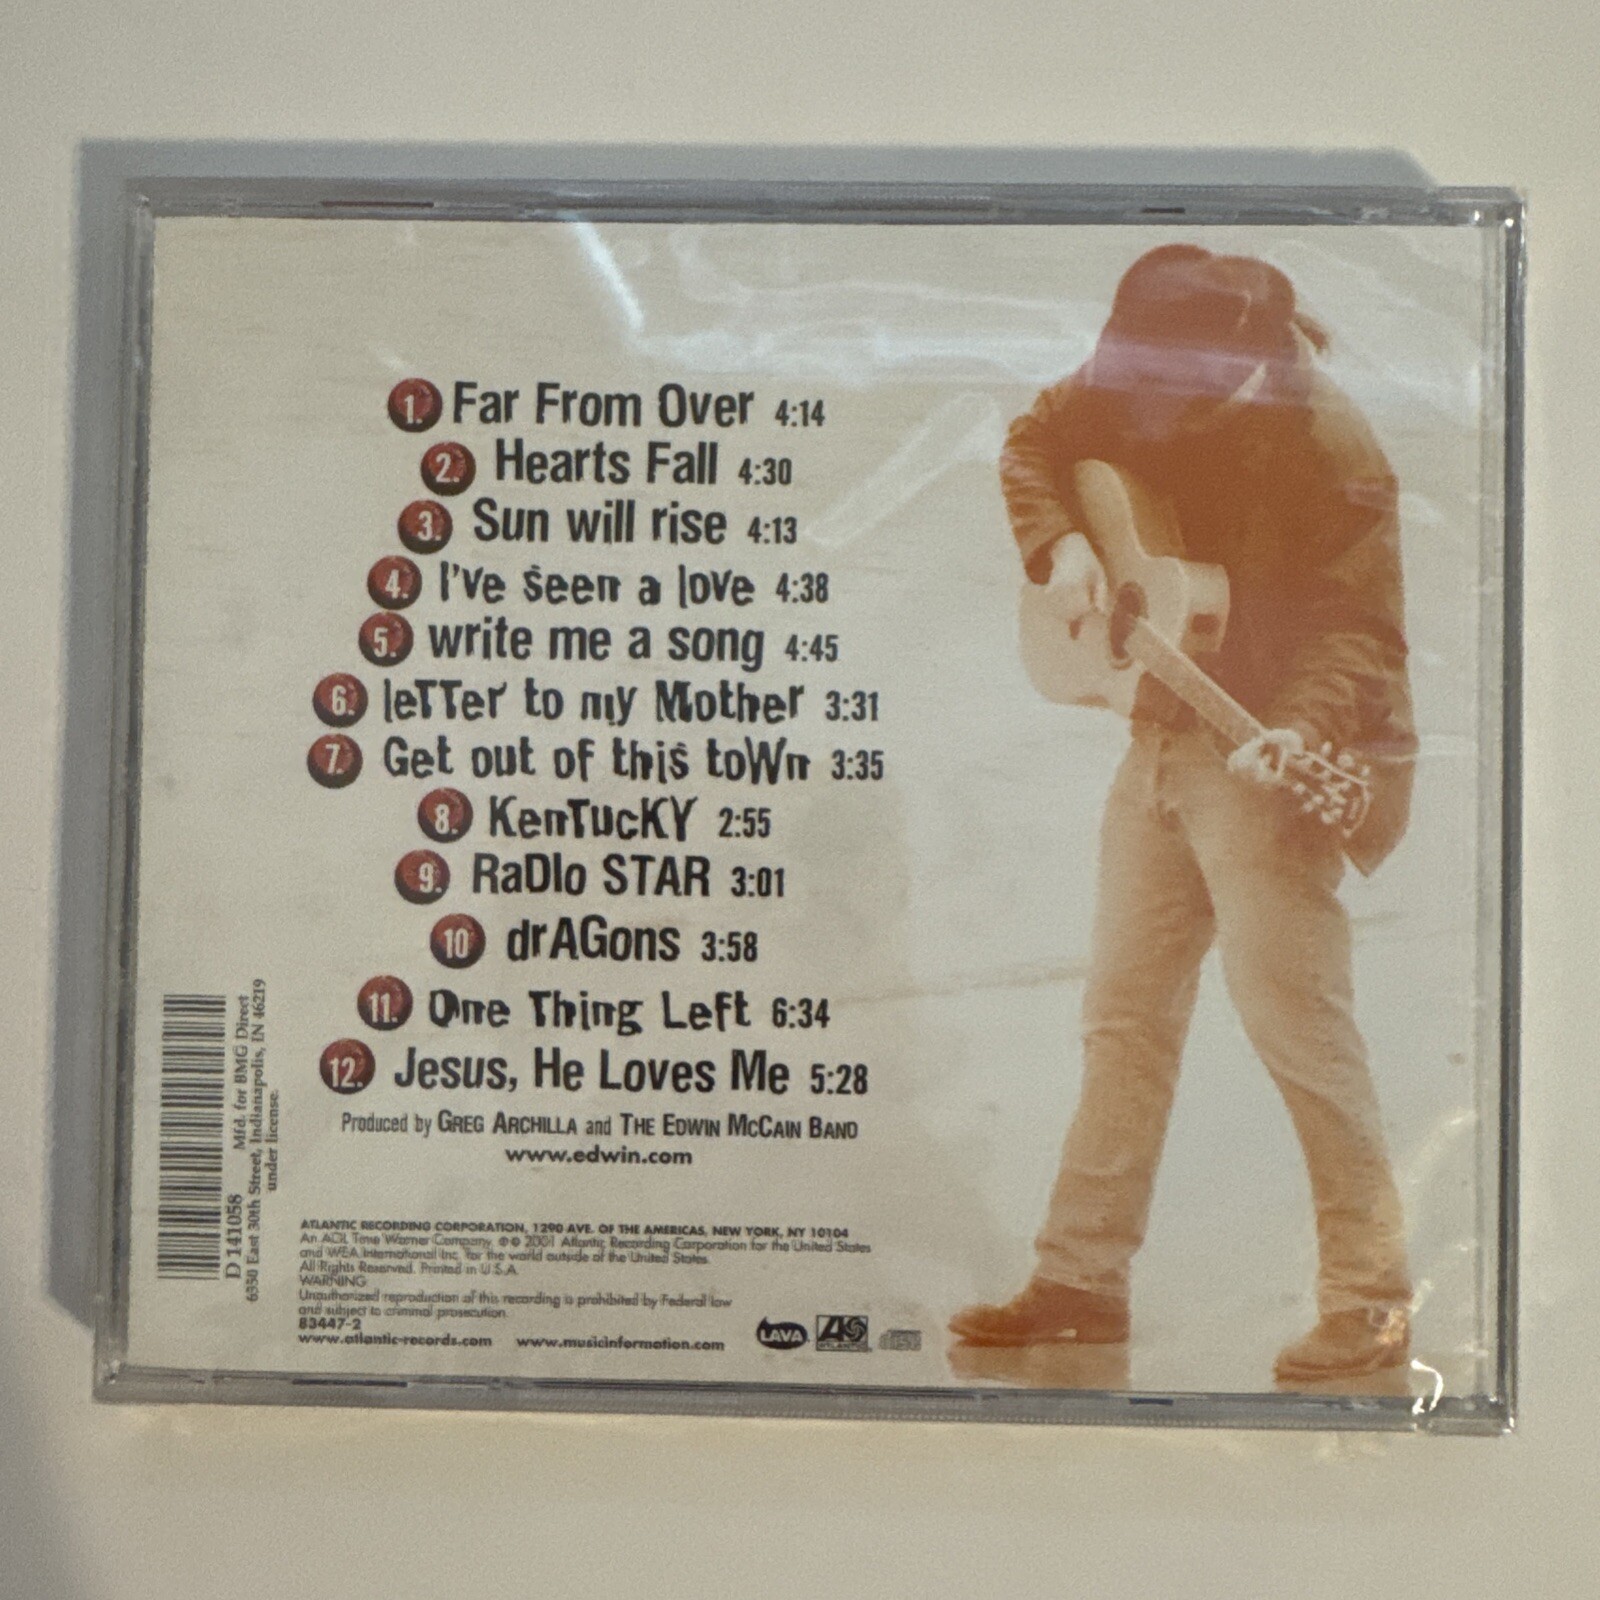 1. Far From Over 4:14
2. Hearts Fall 4:30
3. Sun will rise 4:13
4. I've seen a love 4:38
5. write me a song 4:45
6. leTTer to my Mother 3:31
7. Get out of this toWn 3:35
8. KenTucKY 2:55
9. RaDIo STAR 3:01
10 drAGons 3:58
11. One Thing Left 6:34
12. Jesus, He Loves Me 5:28
Produced by GREG ARCHILLA and THE EDWIN MCCAIN BAND
www.edwin.com
D 141058 Mfd. for BMG Direct
6350 East 30th Street, Indianapolis, IN 46219
under license.
ATLANTIC RECORDING CORPORATION, 1290 AVE. OF THE AMERICAS, NEW YORK, NY 10104
An AOL Time Warner Company. ℗ © 2001 Atlantic Recording Corporation for the United States
and WEA International Inc. for the world outside of the United States.
All Rights Reserved. Printed in U.S.A.
WARNING
Unauthorized reproduction of this recording is prohibited by Federal law
and subject to criminal prosecution.
83447-2
www.atlantic-records.com www.musicinformation.com
LAVA
ATLANTIC